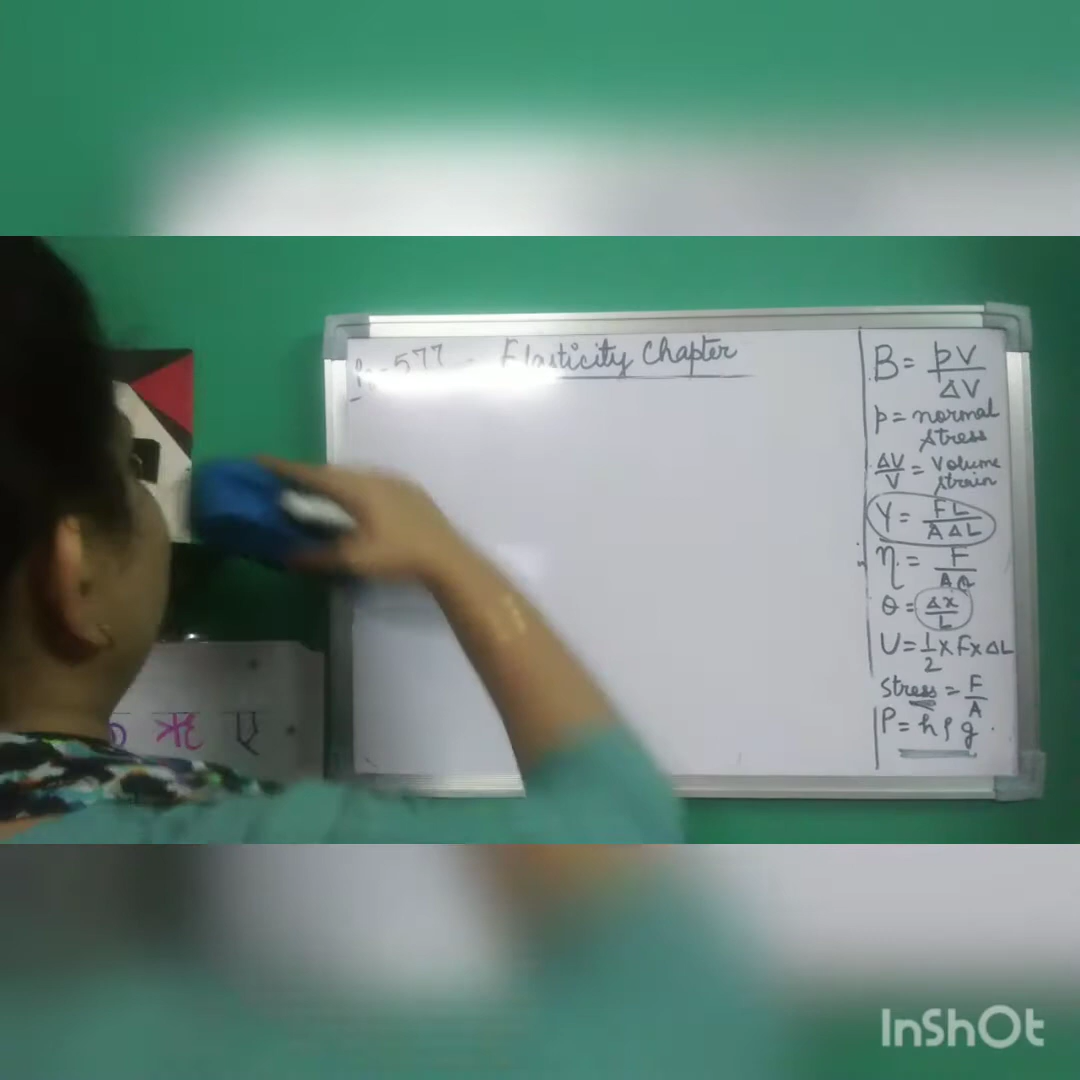 577 - Elasticity Chapter
B = pV/ΔV
p = normal
stress
ΔV/V = Volume
strain
Y = FL/AΔL
η = F/Aθ
θ = Δx/L
U = 1/2 x F x ΔL
Stress = F/A
P = hρg
ए
InShOt